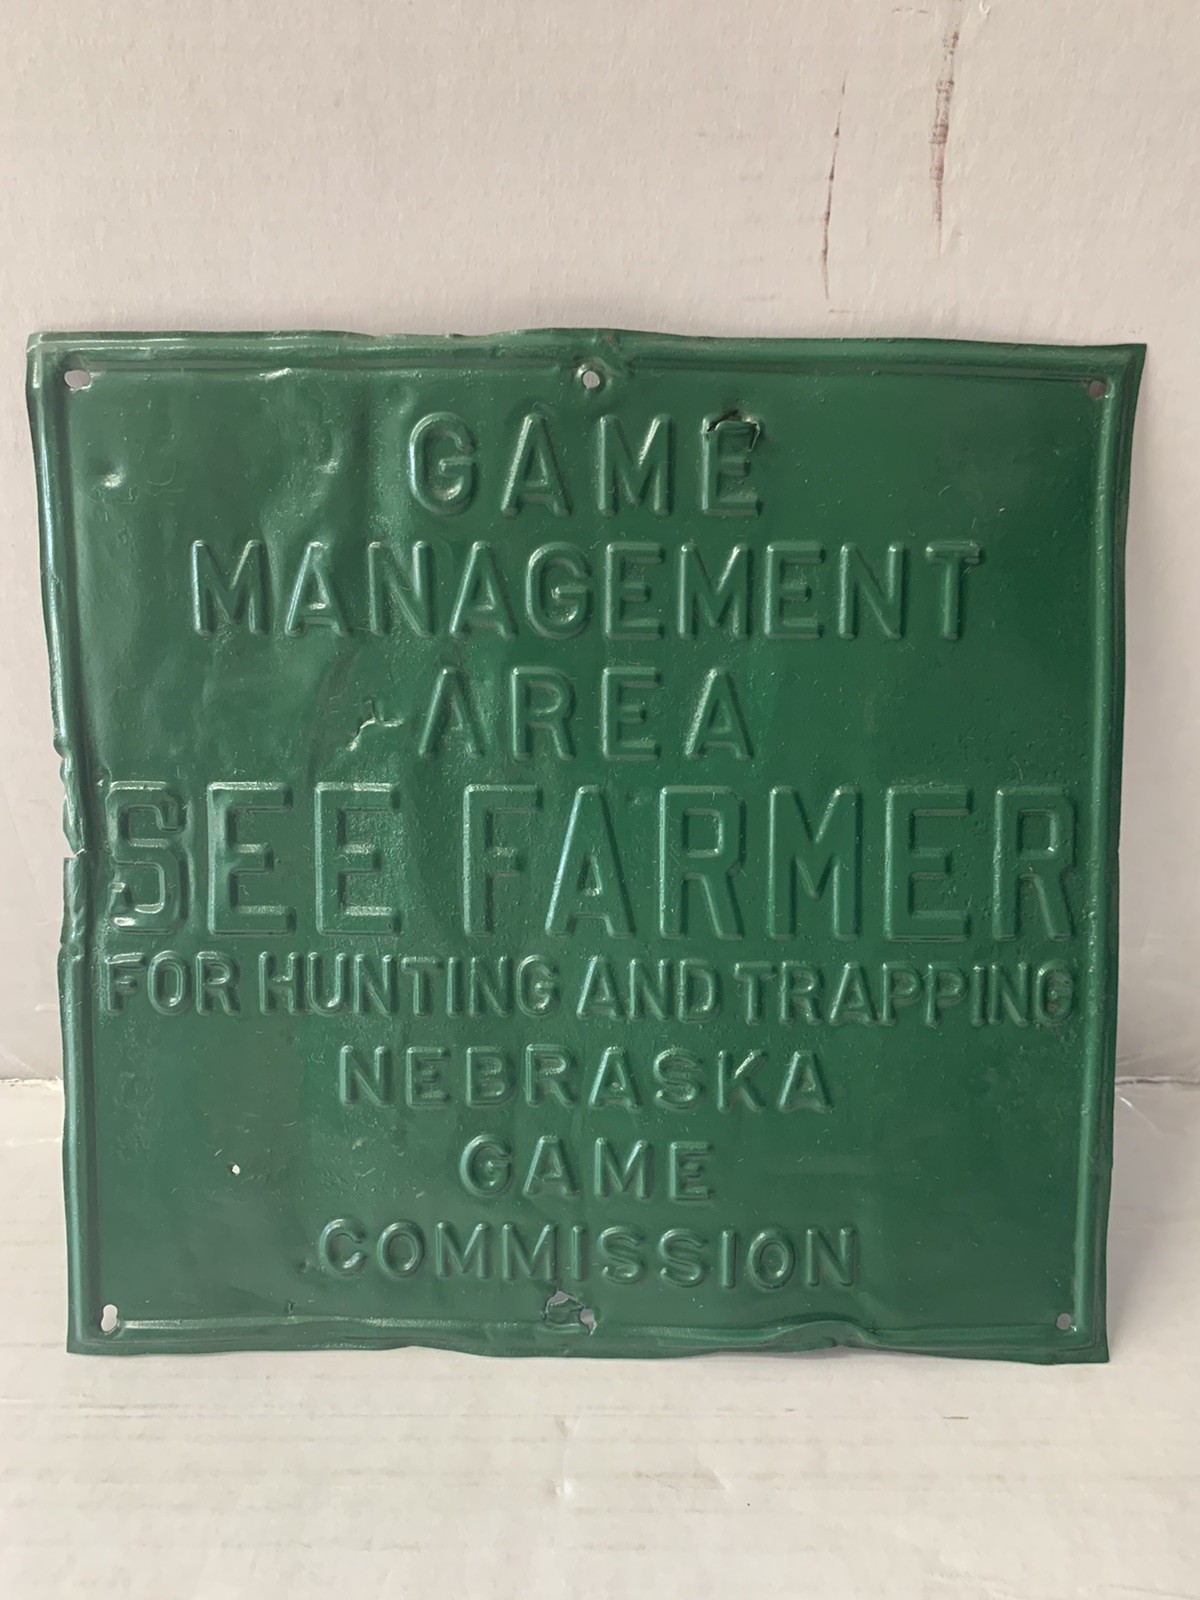 GAME
MANAGEMENT
AREA
SEE FARMER
FOR HUNTING AND TRAPPING
NEBRASKA
GAME
COMMISSION